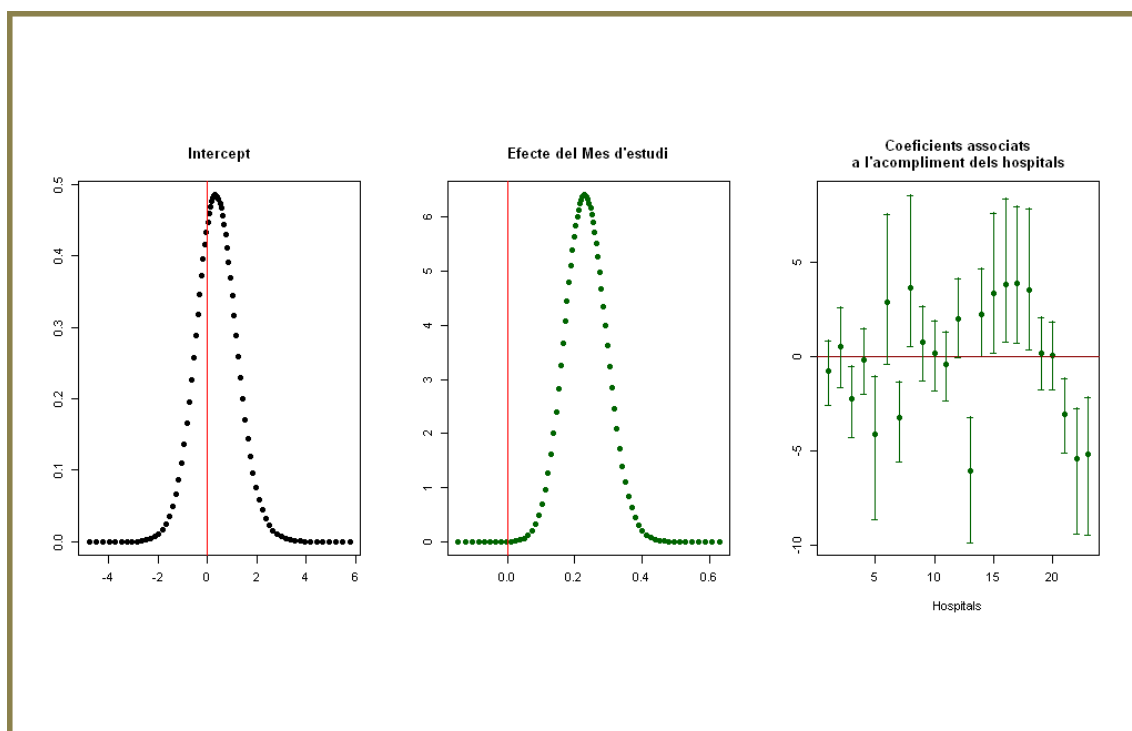 Intercept
0.5
0.4
0.3
0.2
0.1
0.0
-4 -2 0 2 4 6
Efecte del Mes d'estudi
6
5
4
3
2
1
0
0.0 0.2 0.4 0.6
Coeficients associats
a l'acompliment dels hospitals
5
0
-5
-10
5 10 15 20
Hospitals